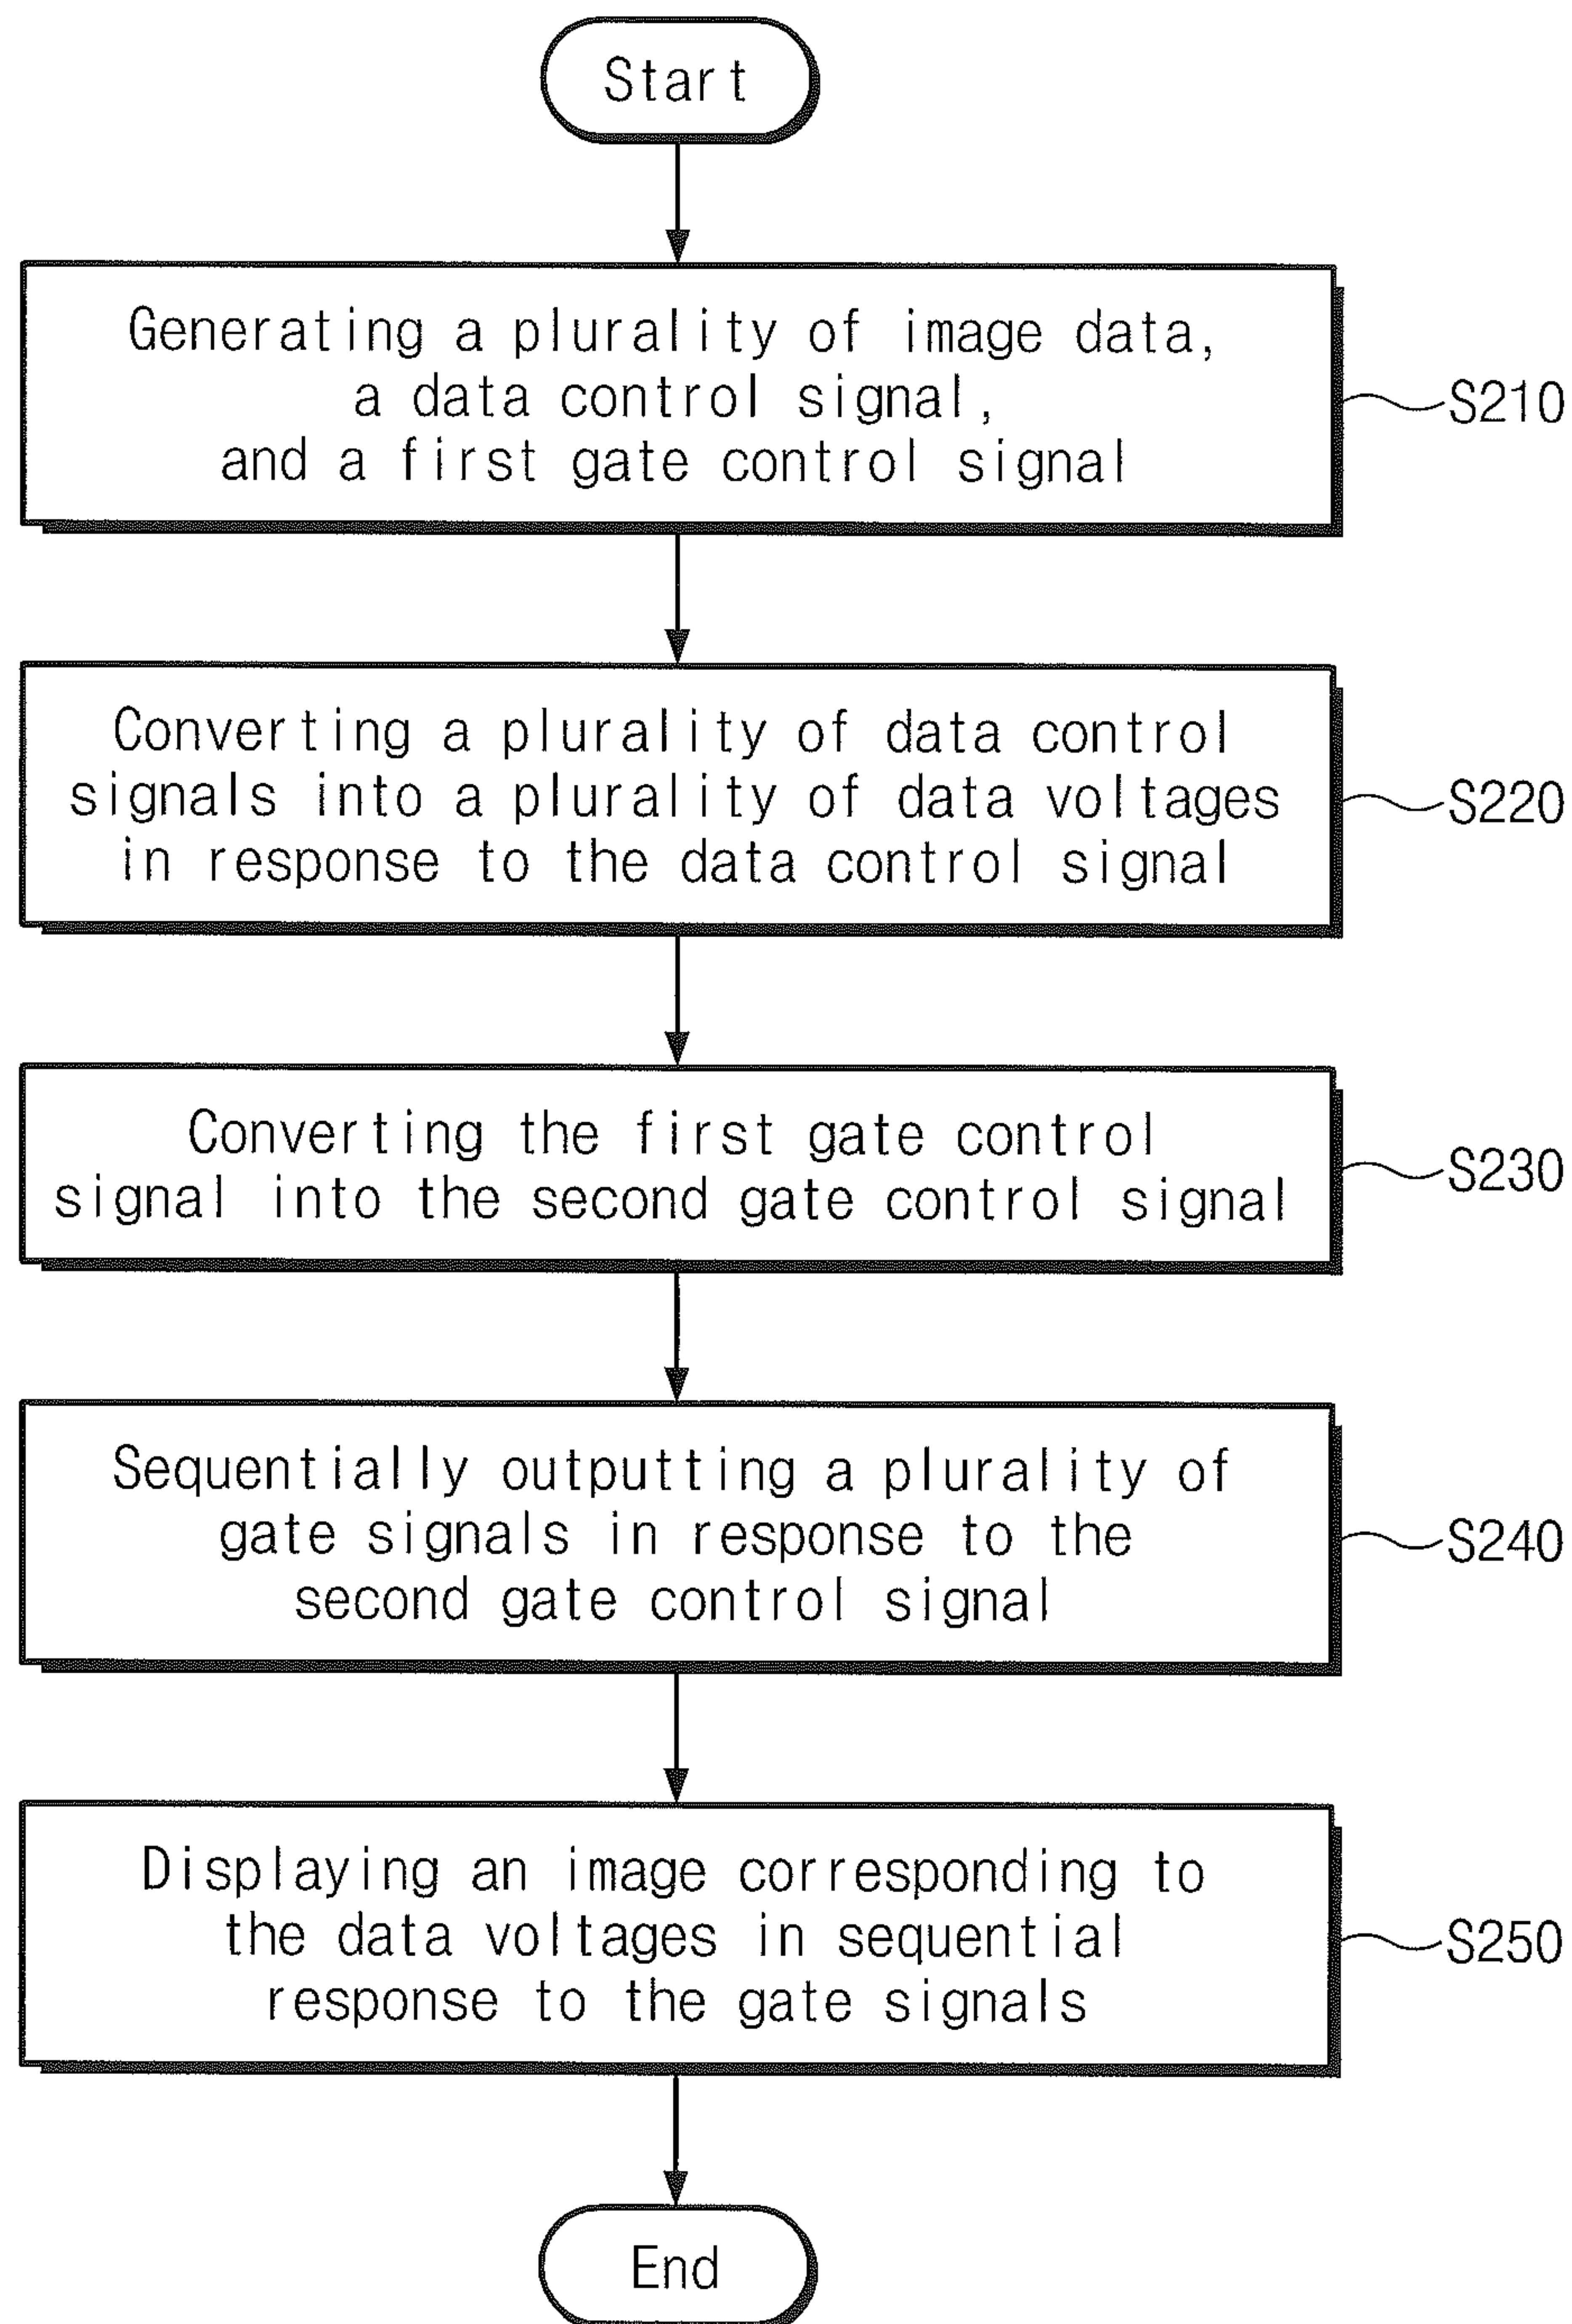 Start
Generating a plurality of image data,
a data control signal,
and a first gate control signal
S210
Converting a plurality of data control
signals into a plurality of data voltages
in response to the data control signal
S220
Converting the first gate control
signal into the second gate control signal
S230
Sequentially outputting a plurality of
gate signals in response to the
second gate control signal
S240
Displaying an image corresponding to
the data voltages in sequential
response to the gate signals
S250
End